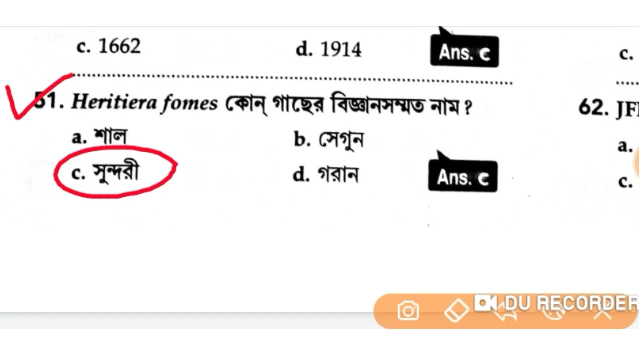 c. 1662
d. 1914
Ans. C
c.
51. Heritiera fomes কোন্ গাছের বিজ্ঞানসম্মত নাম ?
62. JF
a. শাল
b. সেগুন
a.
c. সুন্দরী
d. গরান
Ans. C
c.
DU RECORDER